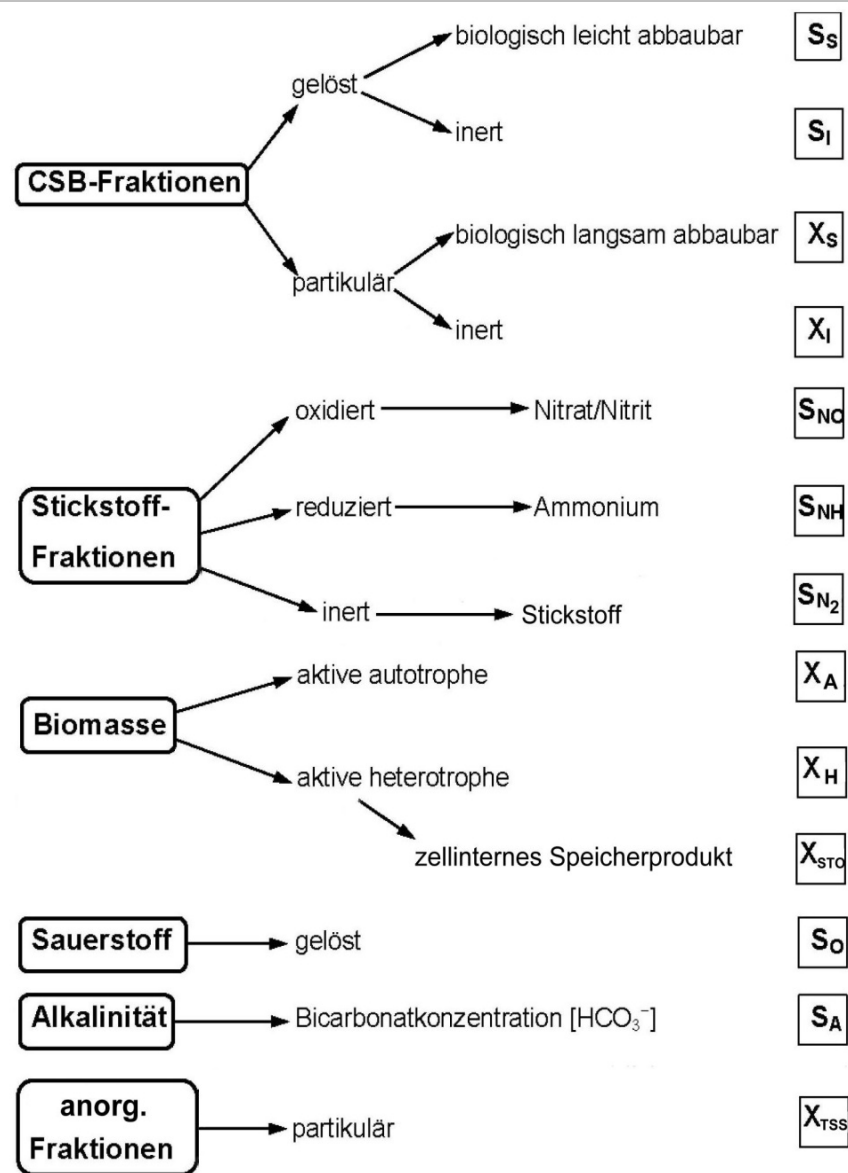 biologisch leicht abbaubar S_S
gelöst
inert S_I
CSB-Fraktionen
biologisch langsam abbaubar X_S
partikulär
inert X_I
oxidiert Nitrat/Nitrit S_NO
Stickstoff-
Fraktionen
reduziert Ammonium S_NH
inert Stickstoff S_N₂
aktive autotrophe X_A
Biomasse
aktive heterotrophe X_H
zellinternes Speicherprodukt X_STO
Sauerstoff gelöst S_O
Alkalinität Bicarbonatkonzentration [HCO₃⁻] S_A
anorg.
Fraktionen
partikulär X_TSS